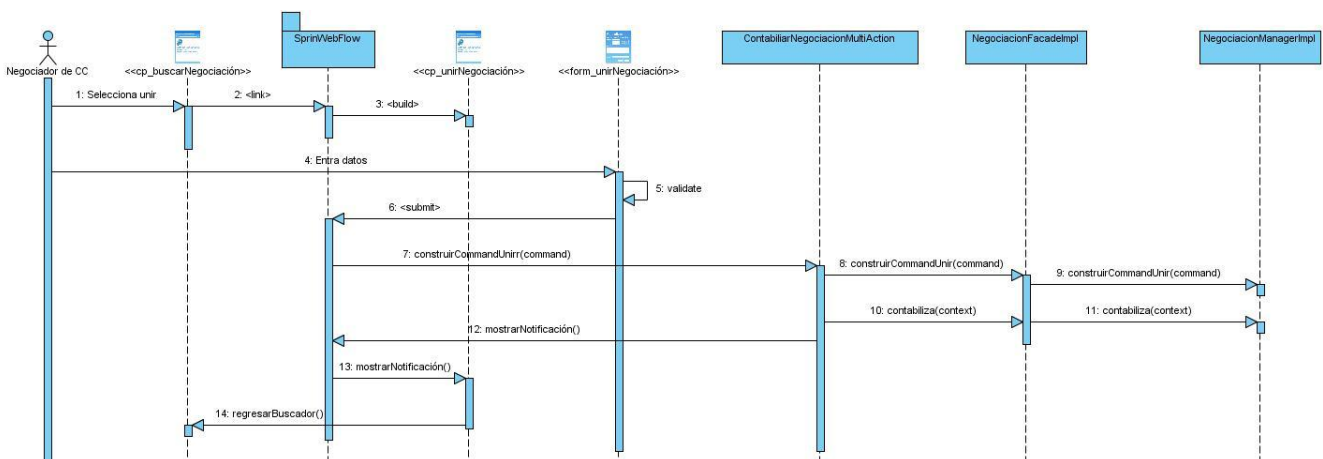 SprinWebFlow
ContabiliarNegociacionMultiAction
NegociacionFacadeImpl
NegociacionManagerImpl
Negociador de CC
<<cp_buscarNegociación>>
<<cp_unirNegociación>>
<<form_unirNegociación>>
1: Selecciona unir
2: <link>
3: <build>
4: Entra datos
5: validate
6: <submit>
7: construirCommandUnirr(command)
8: construirCommandUnir(command)
9: construirCommandUnir(command)
10: contabiliza(context)
11: contabiliza(context)
12: mostrarNotificación()
13: mostrarNotificación()
14: regresarBuscador()